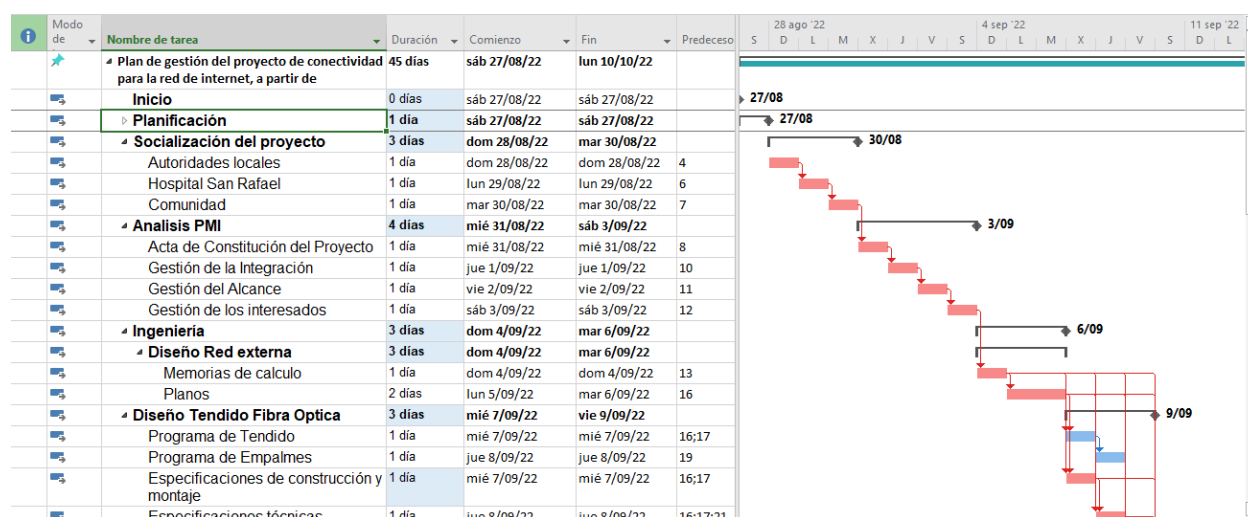 Modo de Nombre de tarea Duración Comienzo Fin Predeceso
28 ago '22 4 sep '22 11 sep '22
S D L M X J V S D L M X J V S D L
Plan de gestión del proyecto de conectividad 45 días sáb 27/08/22 lun 10/10/22
para la red de internet, a partir de
Inicio 0 días sáb 27/08/22 sáb 27/08/22 27/08
Planificación 1 día sáb 27/08/22 sáb 27/08/22 27/08
Socialización del proyecto 3 días dom 28/08/22 mar 30/08/22 30/08
Autoridades locales 1 día dom 28/08/22 dom 28/08/22 4
Hospital San Rafael 1 día lun 29/08/22 lun 29/08/22 6
Comunidad 1 día mar 30/08/22 mar 30/08/22 7
Analisis PMI 4 días mié 31/08/22 sáb 3/09/22 3/09
Acta de Constitución del Proyecto 1 día mié 31/08/22 mié 31/08/22 8
Gestión de la Integración 1 día jue 1/09/22 jue 1/09/22 10
Gestión del Alcance 1 día vie 2/09/22 vie 2/09/22 11
Gestión de los interesados 1 día sáb 3/09/22 sáb 3/09/22 12
Ingeniería 3 días dom 4/09/22 mar 6/09/22 6/09
Diseño Red externa 3 días dom 4/09/22 mar 6/09/22
Memorias de calculo 1 día dom 4/09/22 dom 4/09/22 13
Planos 2 días lun 5/09/22 mar 6/09/22 16
Diseño Tendido Fibra Optica 3 días mié 7/09/22 vie 9/09/22 9/09
Programa de Tendido 1 día mié 7/09/22 mié 7/09/22 16;17
Programa de Empalmes 1 día jue 8/09/22 jue 8/09/22 19
Especificaciones de construcción y 1 día mié 7/09/22 mié 7/09/22 16;17
montaje
Especificaciones técnicas 1 día jue 8/09/22 jue 8/09/22 16;17;21